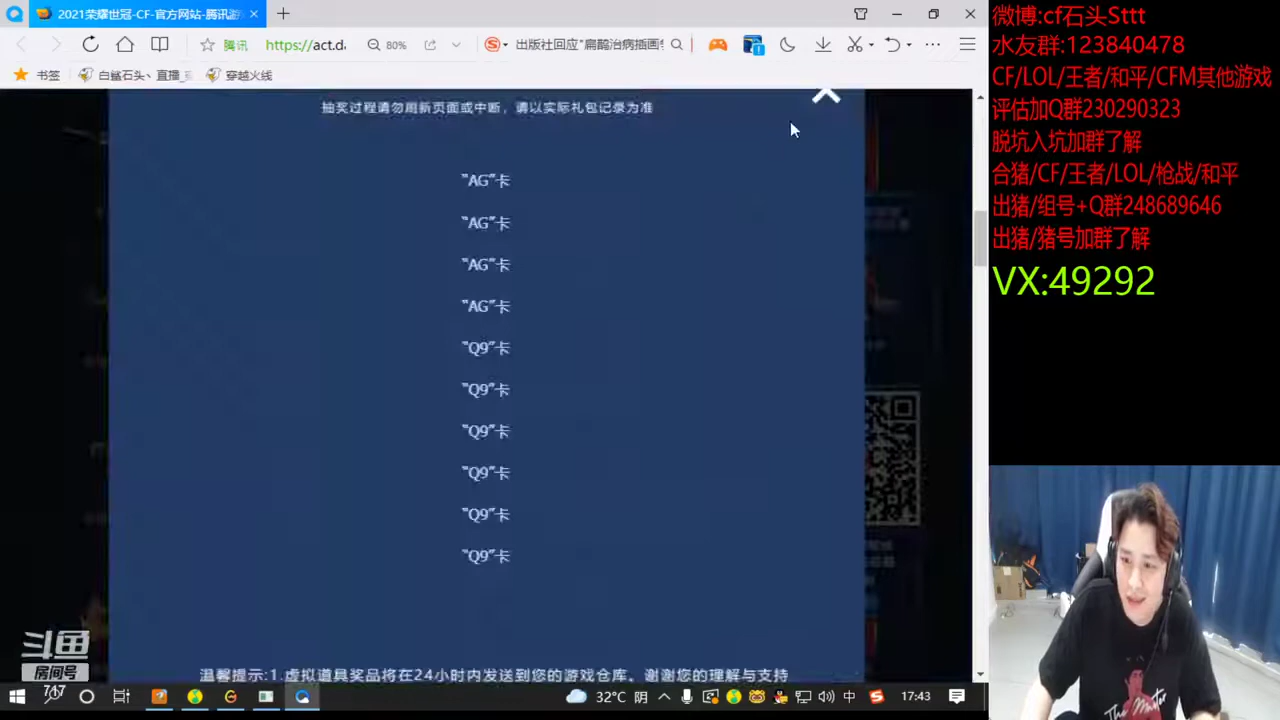 2021荣耀世冠-CF-官方网站-腾讯游
腾讯
https://act.d
80%
出版社回应"扁鹊治病插画
书签
白鲨石头、直播_
穿越火线
抽奖过程请勿刷新页面或中断，请以实际礼包记录为准
"AG"卡
"AG"卡
"AG"卡
"AG"卡
"Q9"卡
"Q9"卡
"Q9"卡
"Q9"卡
"Q9"卡
"Q9"卡
温馨提示:1.虚拟道具奖品将在24小时内发送到您的游戏仓库。谢谢您的理解与支持
斗鱼
房间号
32°C 阴
中
17:43
微博:cf石头Sttt
水友群:123840478
CF/LOL/王者/和平/CFM其他游戏
评估加Q群230290323
脱坑入坑加群了解
合猪/CF/王者/LOL/枪战/和平
出猪/组号+Q群248689646
出猪/猪号加群了解
VX:49292